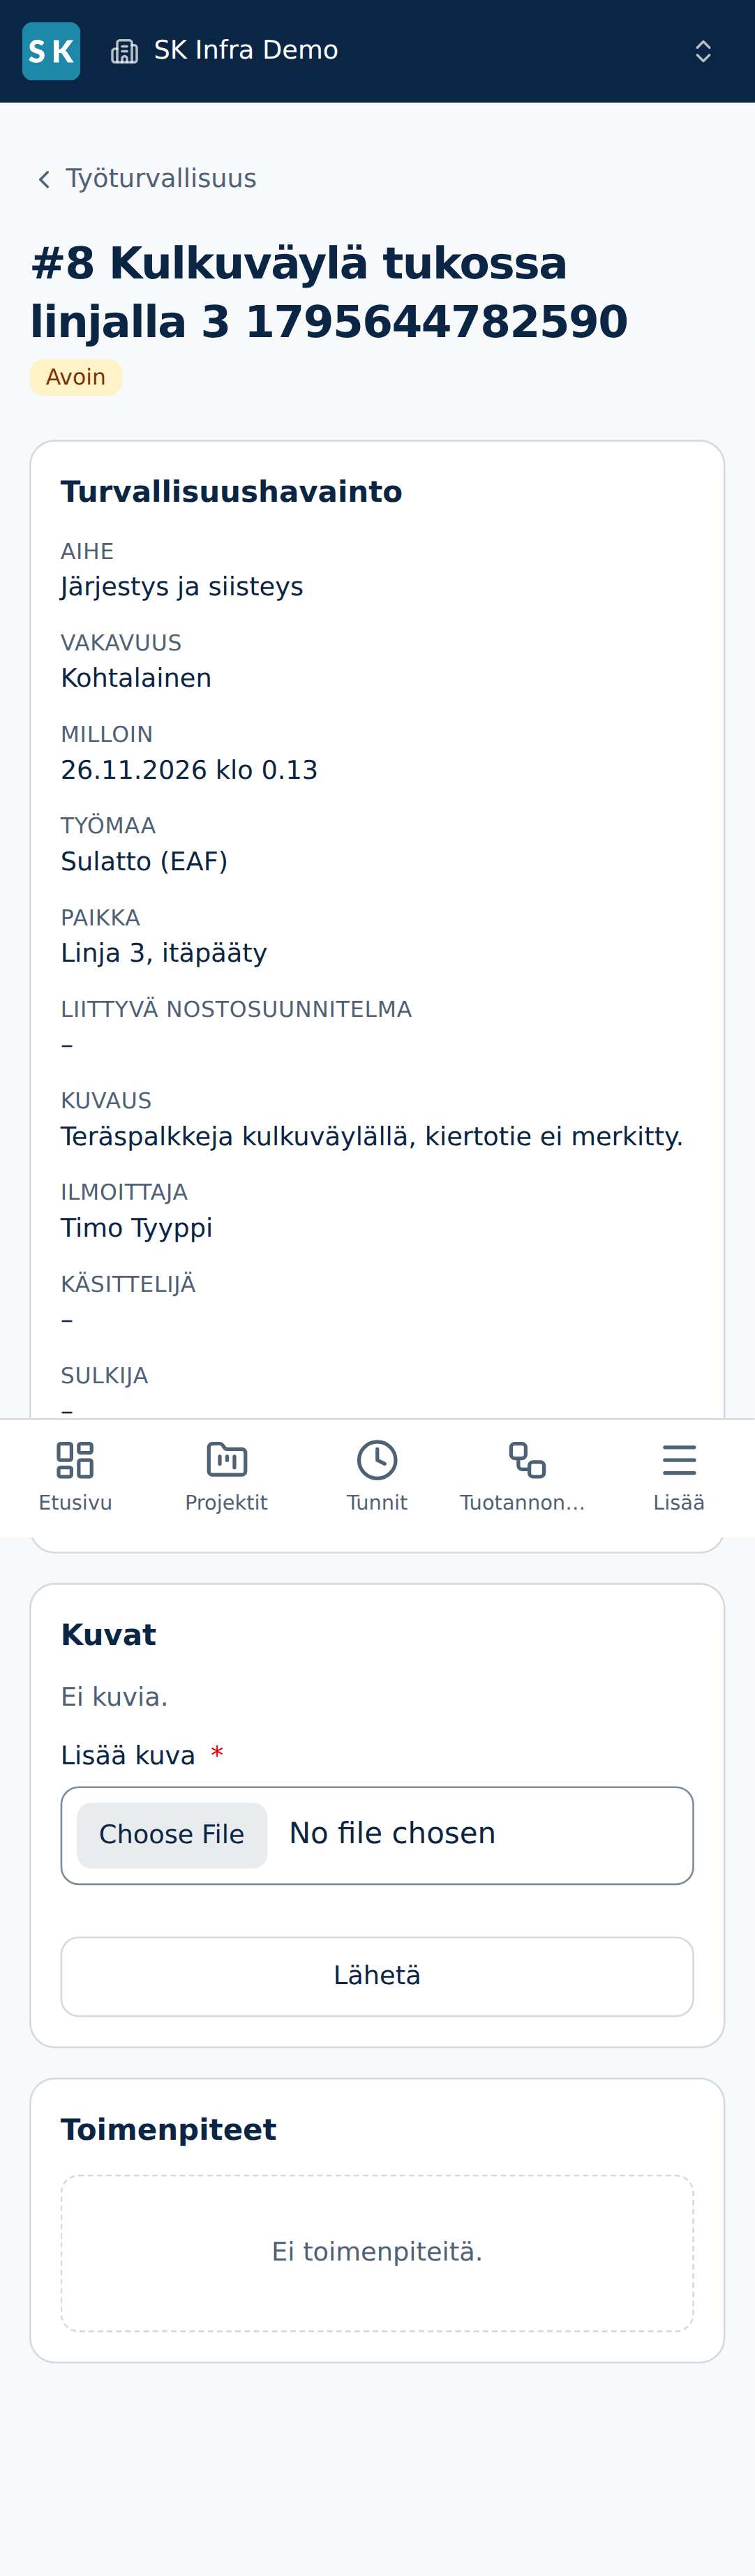 SK SK Infra Demo
Työturvallisuus
#8 Kulkuväylä tukossa
linjalla 3 1795644782590
Avoin
Turvallisuushavainto
AIHE
Järjestys ja siisteys
VAKAVUUS
Kohtalainen
MILLOIN
26.11.2026 klo 0.13
TYÖMAA
Sulatto (EAF)
PAIKKA
Linja 3, itäpääty
LIITTYVÄ NOSTOSUUNNITELMA
–
KUVAUS
Teräspalkkeja kulkuväylällä, kiertotie ei merkitty.
ILMOITTAJA
Timo Tyyppi
KÄSITTELIJÄ
–
SULKIJA
–
Etusivu Projektit Tunnit Tuotannon... Lisää
Kuvat
Ei kuvia.
Lisää kuva *
Choose File No file chosen
Lähetä
Toimenpiteet
Ei toimenpiteitä.